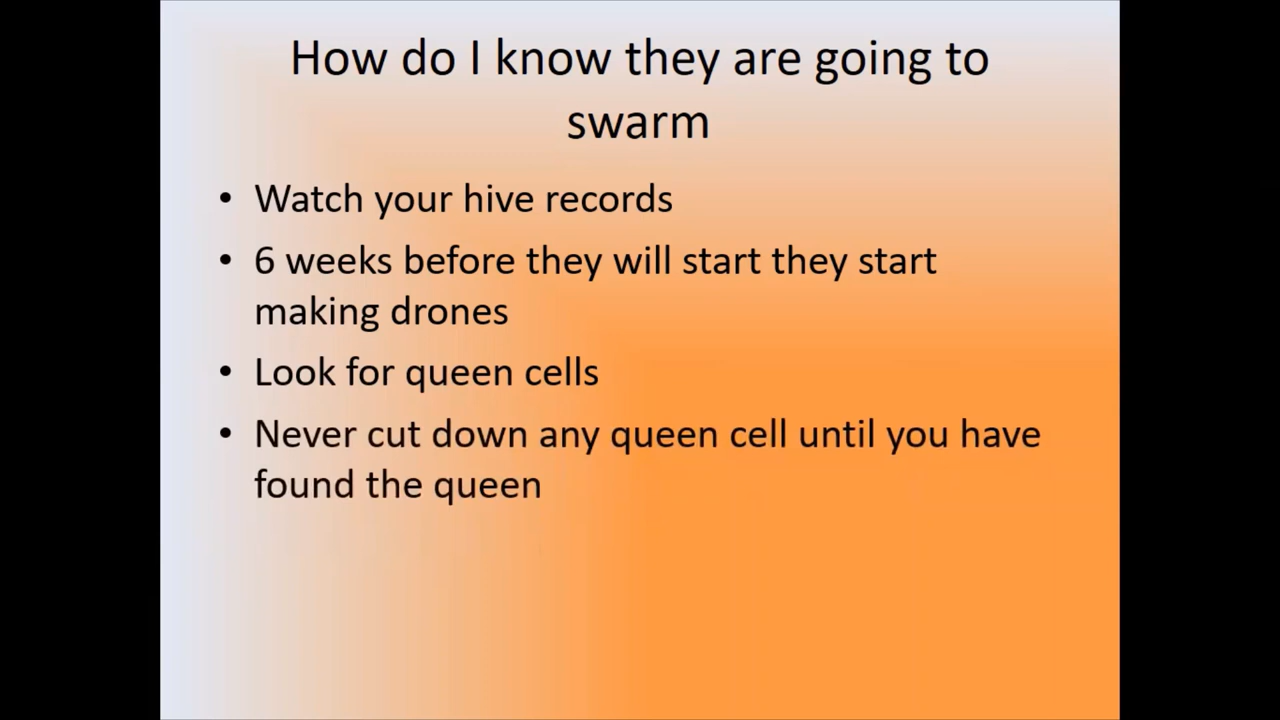 How do I know they are going to
swarm
• Watch your hive records
• 6 weeks before they will start they start
making drones
• Look for queen cells
• Never cut down any queen cell until you have
found the queen